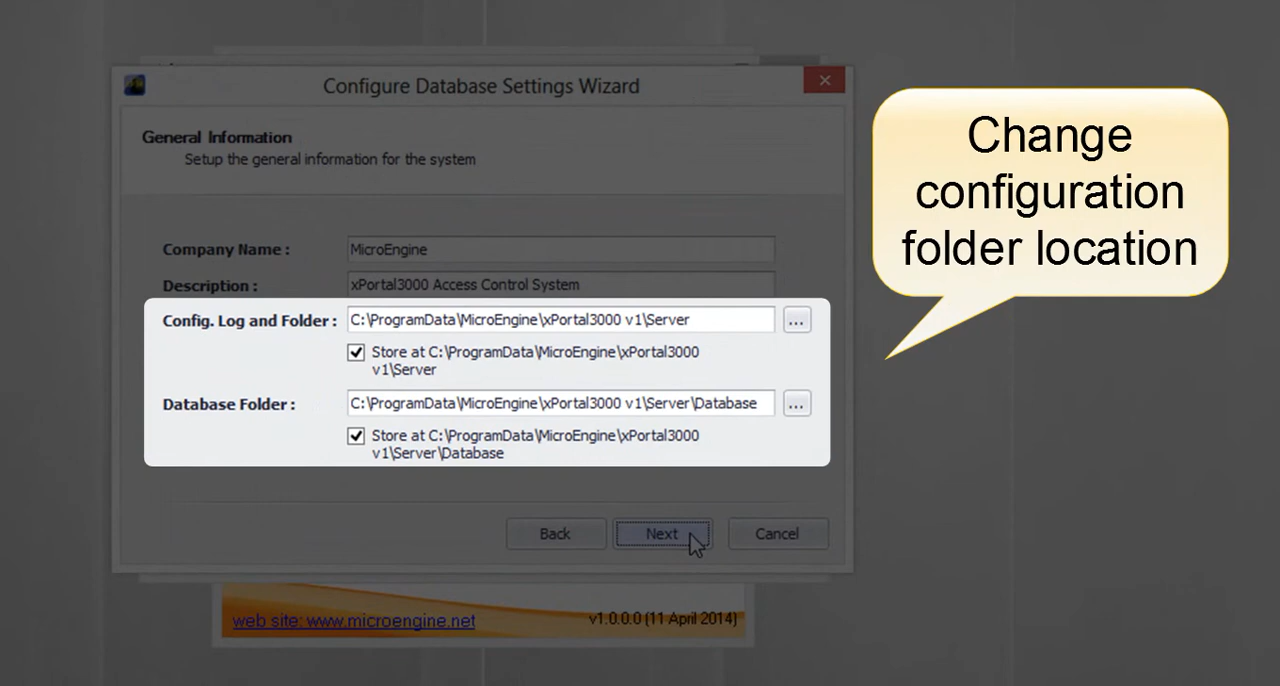 Configure Database Settings Wizard
General Information
Setup the general information for the system
Change
configuration
folder location
Company Name : MicroEngine
Description : xPortal3000 Access Control System
Config. Log and Folder : C:\ProgramData\MicroEngine\xPortal3000 v1\Server ...
Store at C:\ProgramData\MicroEngine\xPortal3000
v1\Server
Database Folder : C:\ProgramData\MicroEngine\xPortal3000 v1\Server\Database ...
Store at C:\ProgramData\MicroEngine\xPortal3000
v1\Server\Database
Back Next Cancel
web site: www.microengine.net v1.0.0.0 (11 April 2014)